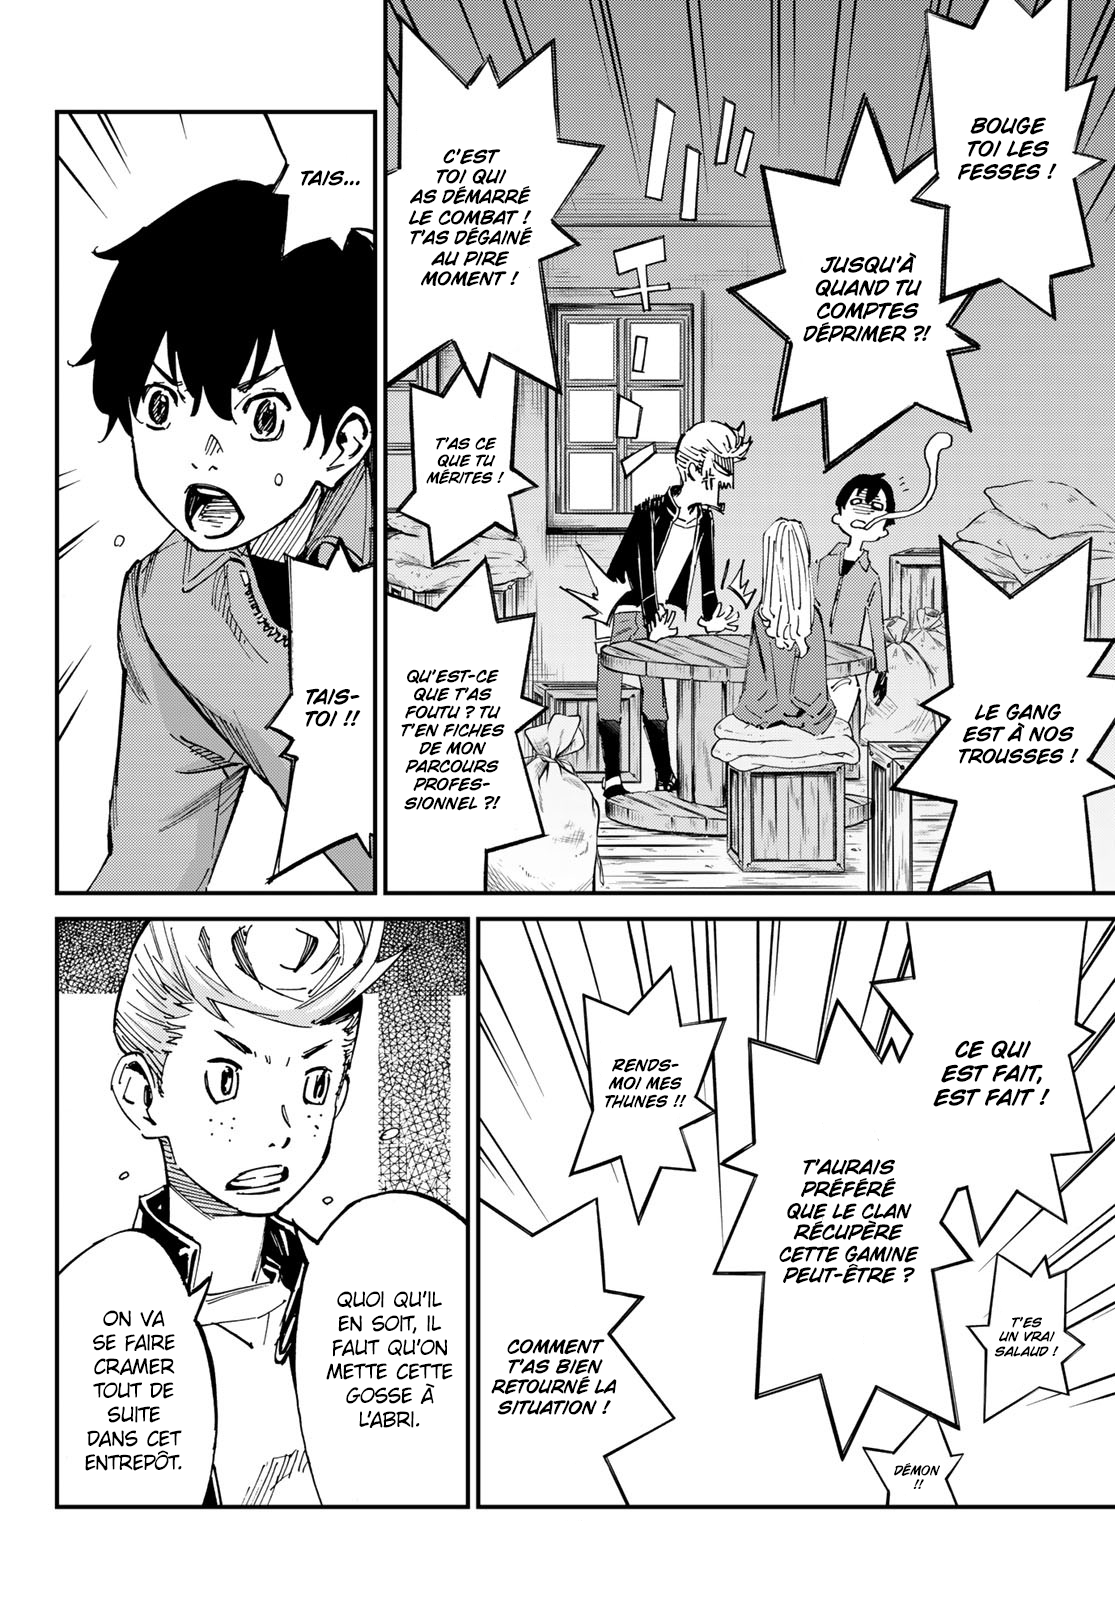 BOUGE
TOI LES
FESSES !
JUSQU'À
QUAND TU
COMPTES
DÉPRIMER ?!
C'EST
TOI QUI
AS DÉMARRÉ
LE COMBAT !
T'AS DÉGAINÉ
AU PIRE
MOMENT !
T'AS CE
QUE TU
MÉRITES !
LE GANG
EST À NOS
TROUSSES !
QU'EST-CE
QUE T'AS
FOUTU ? TU
T'EN FICHES
DE MON
PARCOURS
PROFES-
SIONNEL ?!
TAIS...
TAIS-
TOI !!
CE QUI
EST FAIT,
EST FAIT !
RENDS-
MOI MES
THUNES !!
T'AURAIS
PRÉFÉRÉ
QUE LE CLAN
RÉCUPÈRE
CETTE GAMINE
PEUT-ÊTRE ?
T'ES
UN VRAI
SALAUD !
COMMENT
T'AS BIEN
RETOURNÉ LA
SITUATION !
DÉMON
!!
QUOI QU'IL
EN SOIT, IL
FAUT QU'ON
METTE CETTE
GOSSE À
L'ABRI.
ON VA
SE FAIRE
CRAMER
TOUT DE
SUITE
DANS CET
ENTREPÔT.